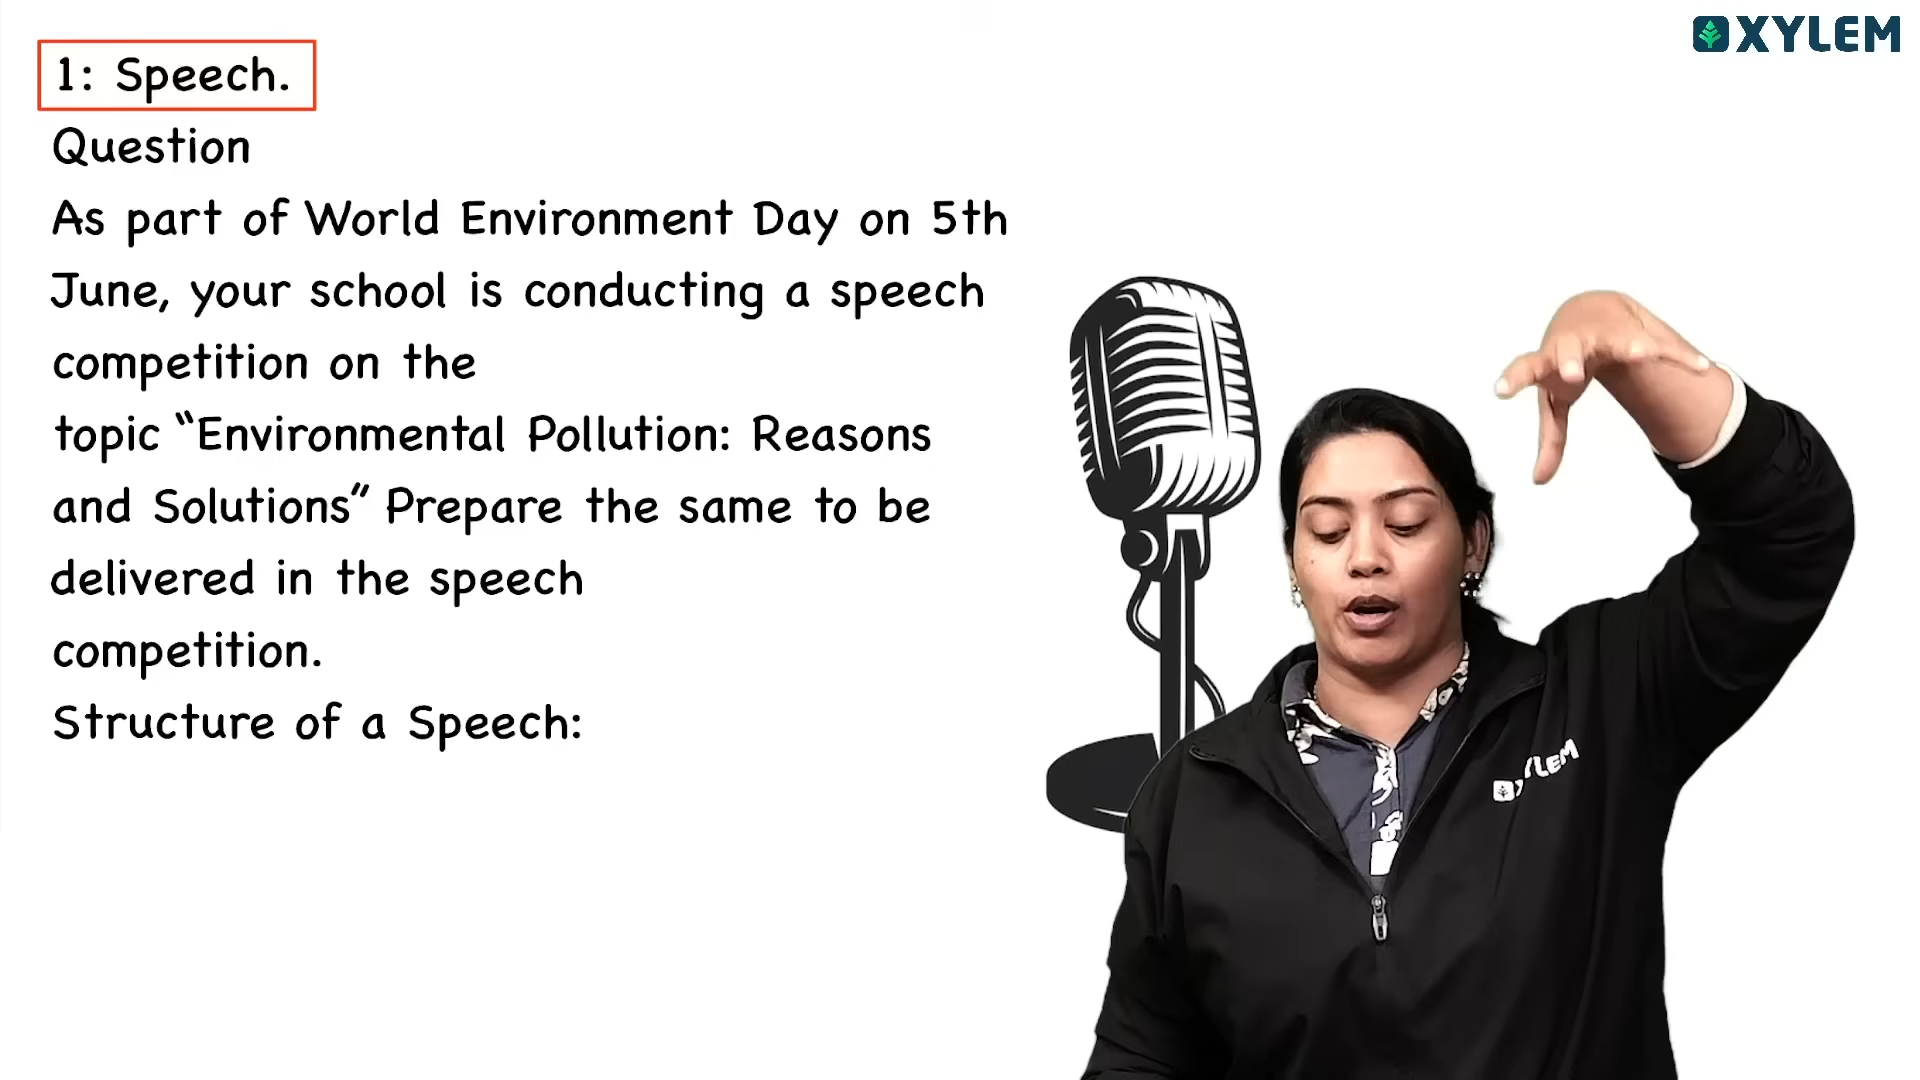 XYLEM
1: Speech.
Question
As part of World Environment Day on 5th
June, your school is conducting a speech
competition on the
topic “Environmental Pollution: Reasons
and Solutions” Prepare the same to be
delivered in the speech
competition.
Structure of a Speech:
XYLEM